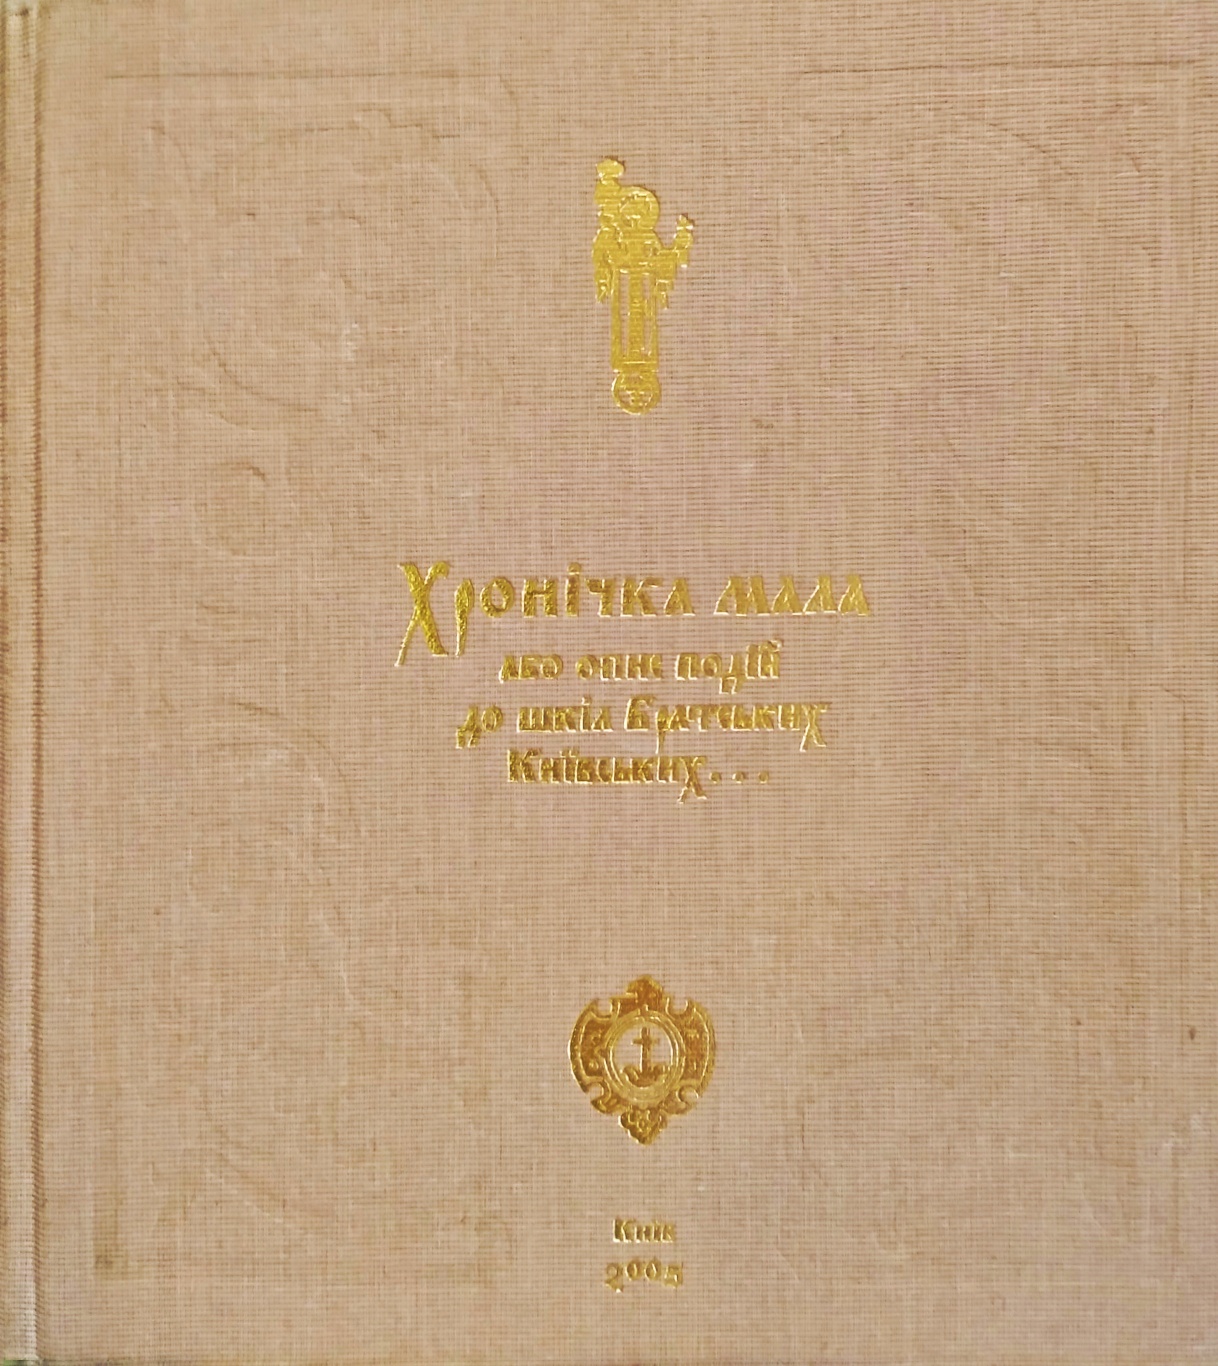 Хронічка мала
або опис подій
до шкіл Братських
Київських...
Київ
2005